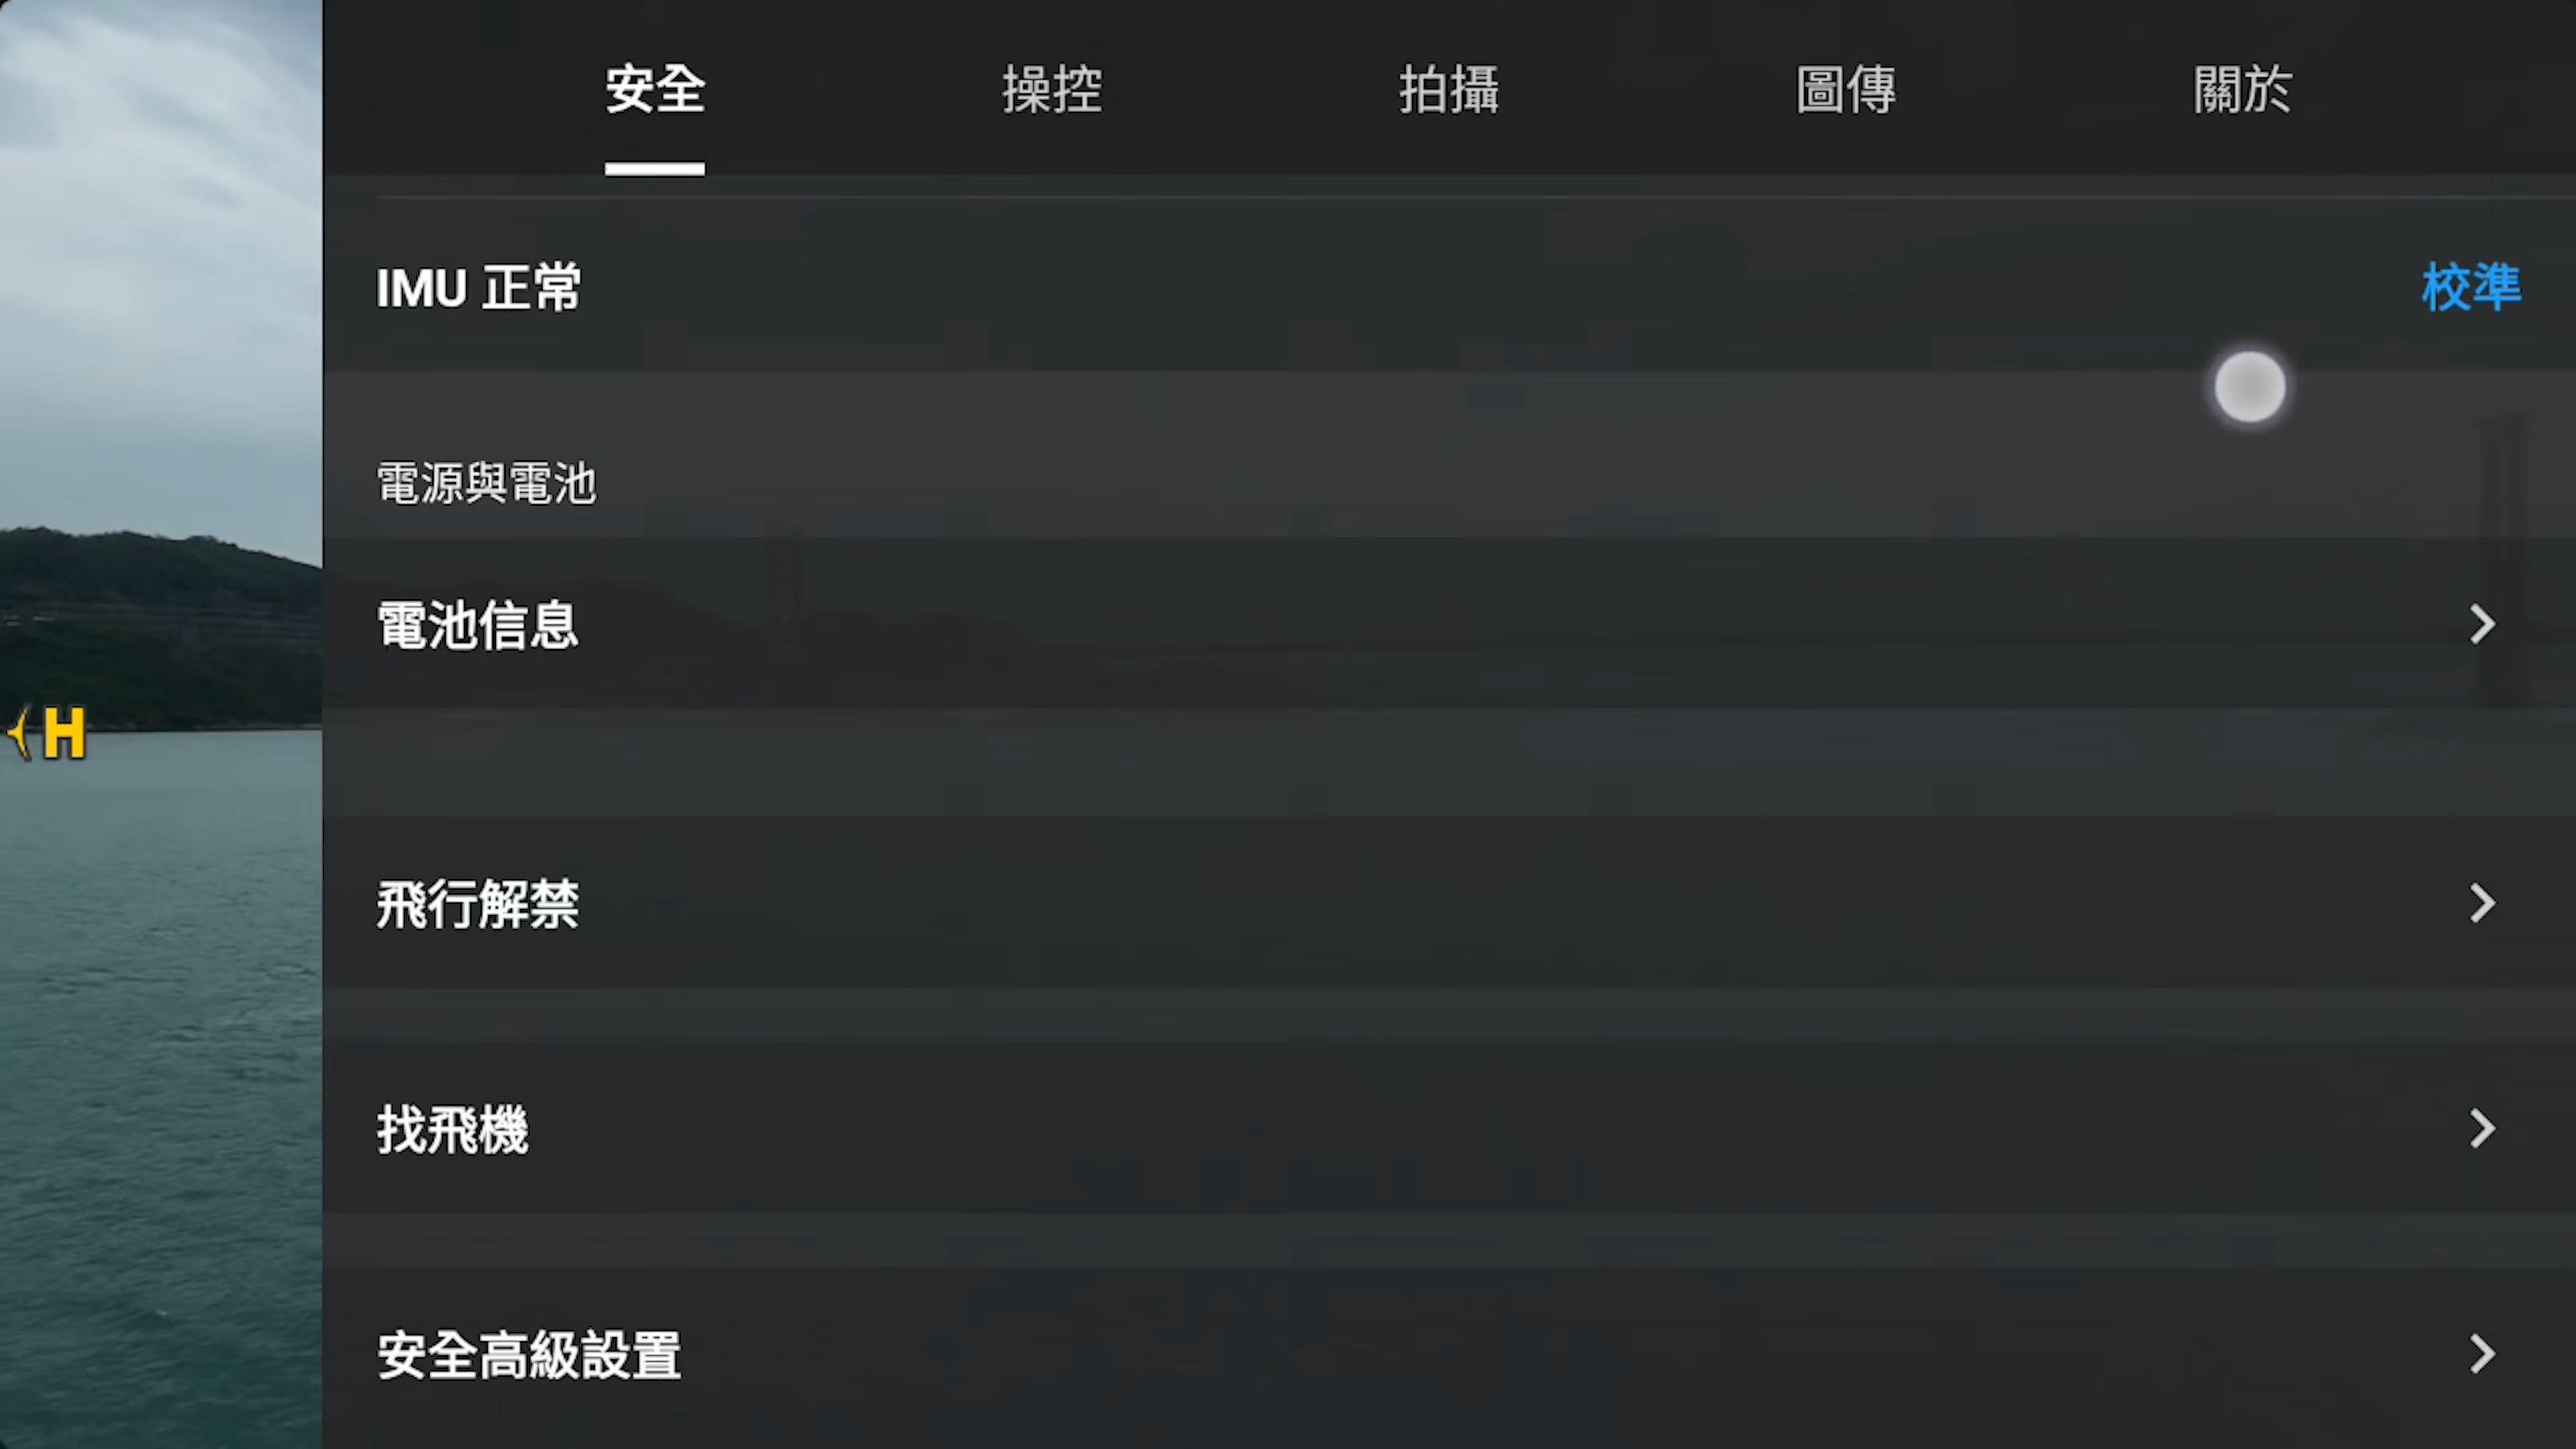 安全
操控
拍攝
圖傳
關於
IMU 正常
校準
電源與電池
電池信息
H
飛行解禁
找飛機
安全高級設置